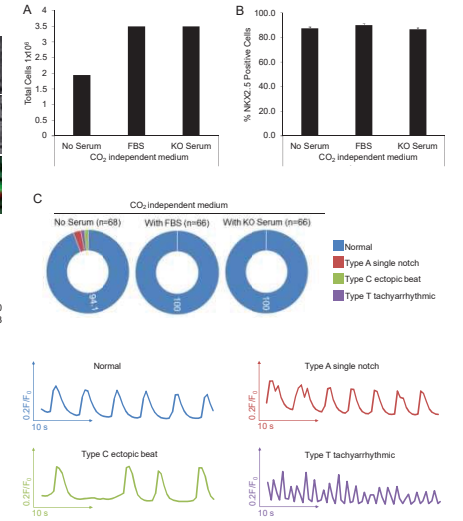 A
B
Total Cells 1x10⁶
4
3.5
3
2.5
2
1.5
1
0.5
0
No Serum FBS KO Serum
CO₂ independent medium
% NKX2.5 Positive Cells
100.0
80.0
60.0
40.0
20.0
0.0
No Serum FBS KO Serum
CO₂ independent medium
C
CO₂ independent medium
No Serum (n=68) With FBS (n=66) With KO Serum (n=66)
94.1
100
100
Normal
Type A single notch
Type C ectopic beat
Type T tachyarrhythmic
Normal
0.2F/F₀
10 s
Type A single notch
0.2F/F₀
10 s
Type C ectopic beat
0.2F/F₀
10 s
Type T tachyarrhythmic
0.2F/F₀
10 s